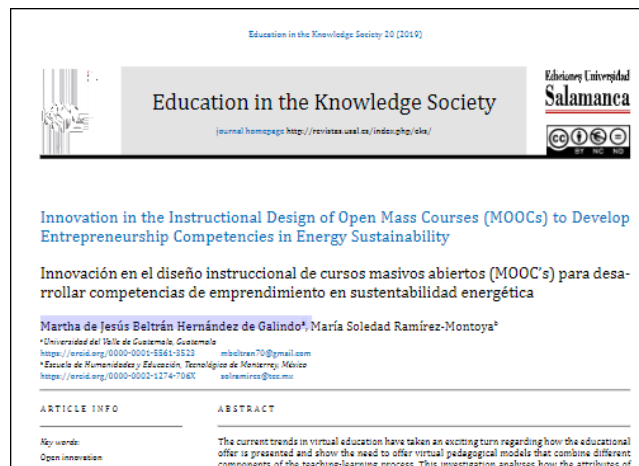 Education in the Knowledge Society 20 (2019)
Ediciones Universidad
Salamanca
Education in the Knowledge Society
journal homepage http://revistas.usal.es/index.php/eks/
cc
BY NC ND
Innovation in the Instructional Design of Open Mass Courses (MOOCs) to Develop
Entrepreneurship Competencies in Energy Sustainability
Innovación en el diseño instruccional de cursos masivos abiertos (MOOC's) para desa-
rrollar competencias de emprendimiento en sustentabilidad energética
Martha de Jesús Beltrán Hernández de Galindoª, María Soledad Ramírez-Montoyaᵇ
ª Universidad del Valle de Guatemala, Guatemala
https://orcid.org/0000-0001-5561-3523 mbeltran70@gmail.com
ᵇ Escuela de Humanidades y Educación, Tecnológico de Monterrey, México
https://orcid.org/0000-0002-1274-706X solramirez@tec.mx
ARTICLE INFO ABSTRACT
Key words:
Open innovation
The current trends in virtual education have taken an exciting turn regarding how the educational
offer is presented and show the need to offer virtual pedagogical models that combine different
components of the teaching-learning process. This investigation analyses how the attributes of